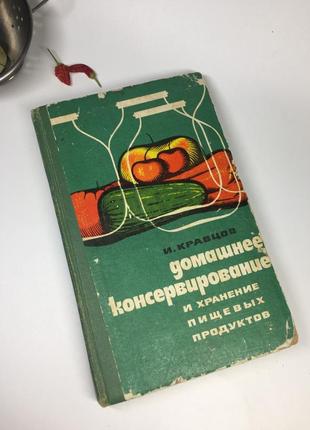 И. КРАВЦОВ
домашнее
консервирование
И ХРАНЕНИЕ
ПИЩЕВЫХ
ПРОДУКТОВ